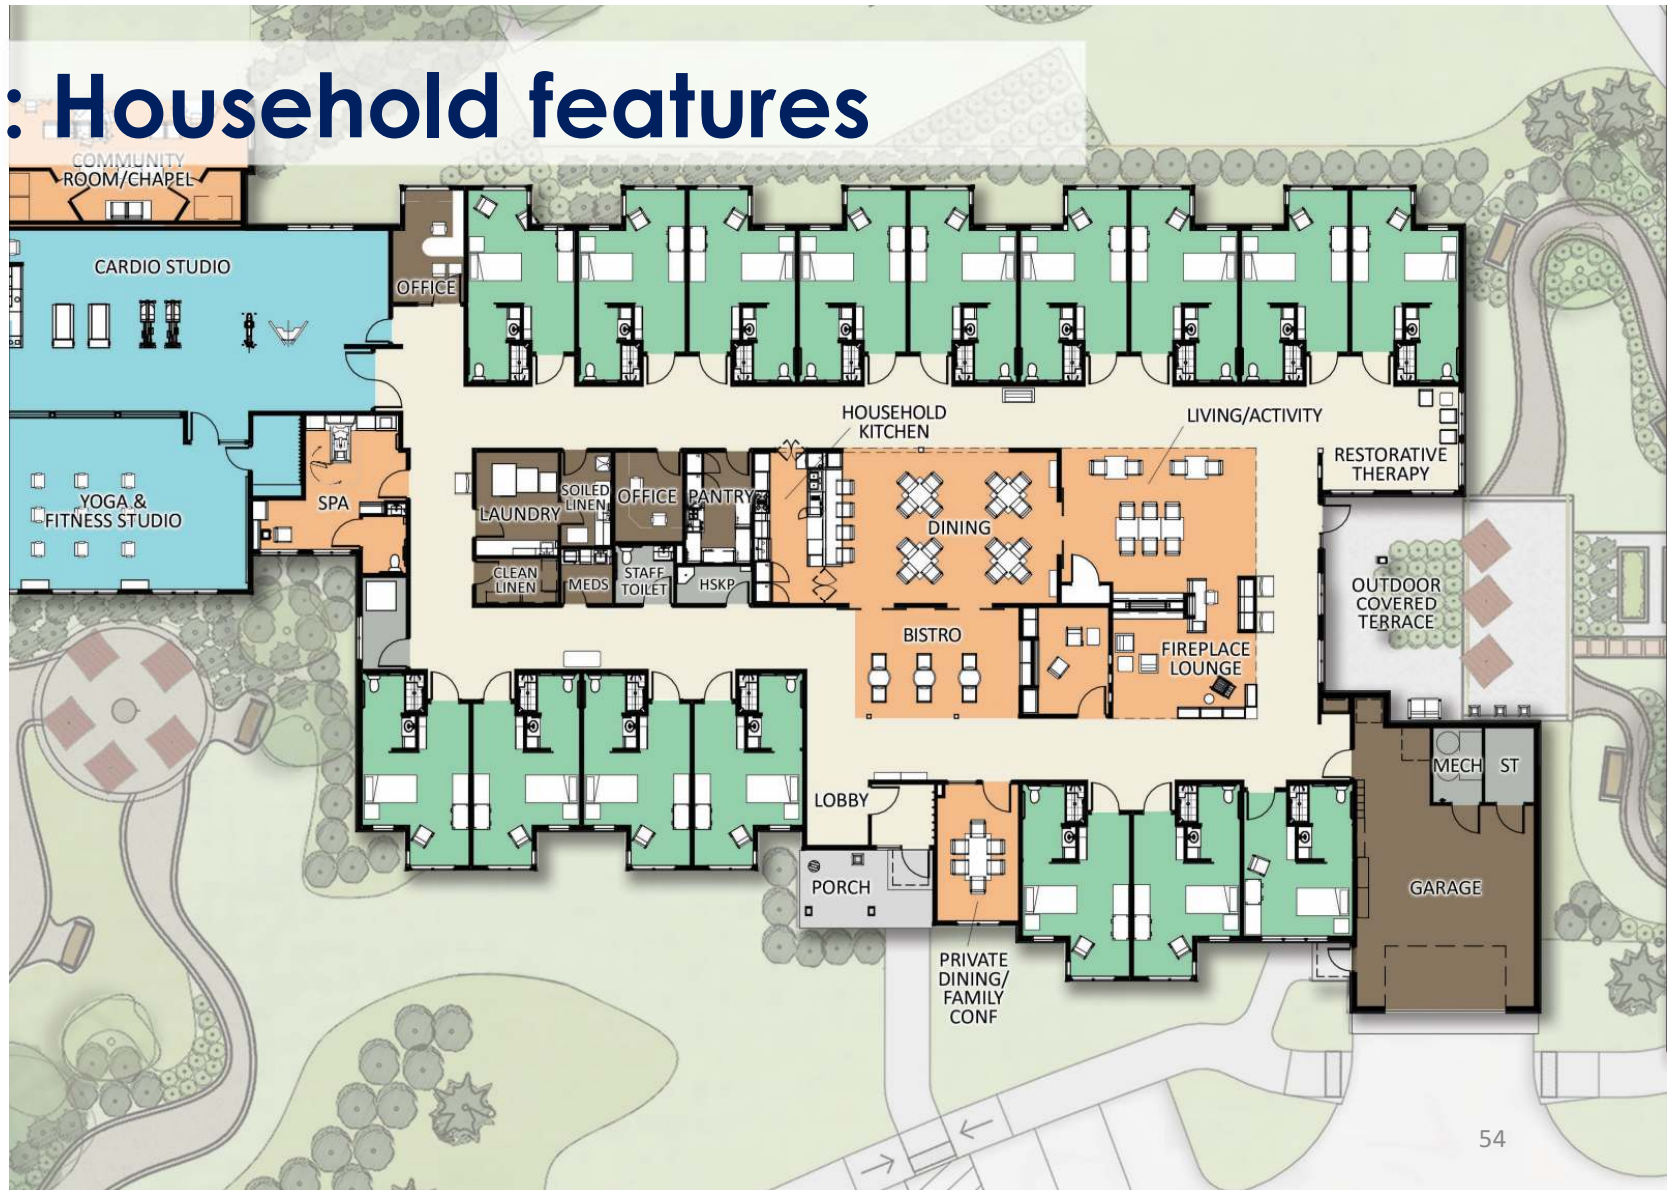 : Household features
COMMUNITY
ROOM/CHAPEL
CARDIO STUDIO
OFFICE
HOUSEHOLD
KITCHEN
LIVING/ACTIVITY
RESTORATIVE
THERAPY
YOGA &
FITNESS STUDIO
SPA
LAUNDRY
SOILED
LINEN
OFFICE
PANTRY
DINING
CLEAN
LINEN
MEDS
STAFF
TOILET
HSKP
BISTRO
FIREPLACE
LOUNGE
OUTDOOR
COVERED
TERRACE
LOBBY
PORCH
PRIVATE
DINING/
FAMILY
CONF
MECH
ST
GARAGE
54